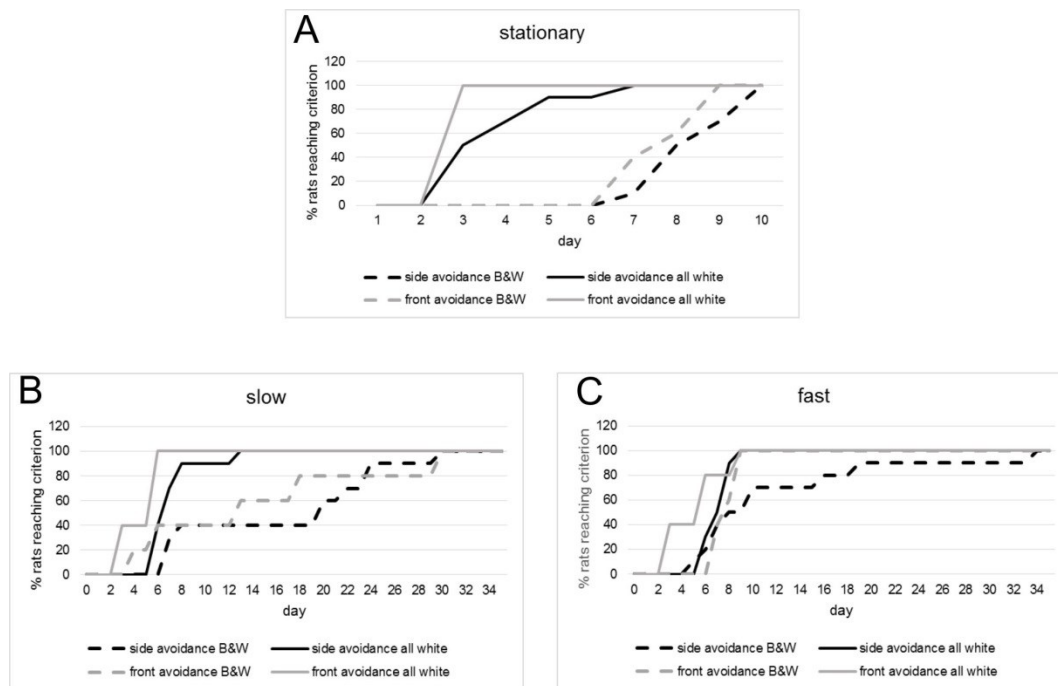 A
stationary
120
100
80
60
40
20
0
% rats reaching criterion
1 2 3 4 5 6 7 8 9 10
day
side avoidance B&W side avoidance all white
front avoidance B&W front avoidance all white
B
slow
120
100
80
60
40
20
0
% rats reaching criterion
0 2 4 6 8 10 12 14 16 18 20 22 24 26 28 30 32 34
day
side avoidance B&W side avoidance all white
front avoidance B&W front avoidance all white
C
fast
120
100
80
60
40
20
0
% rats reaching criterion
0 2 4 6 8 10 12 14 16 18 20 22 24 26 28 30 32 34
day
side avoidance B&W side avoidance all white
front avoidance B&W front avoidance all white